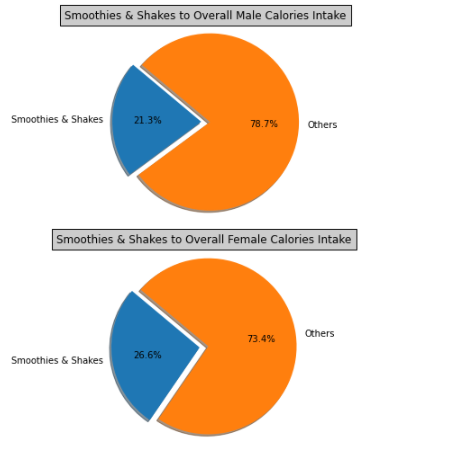 Smoothies & Shakes to Overall Male Calories Intake
Smoothies & Shakes
21.3%
78.7%
Others
Smoothies & Shakes to Overall Female Calories Intake
Others
73.4%
26.6%
Smoothies & Shakes